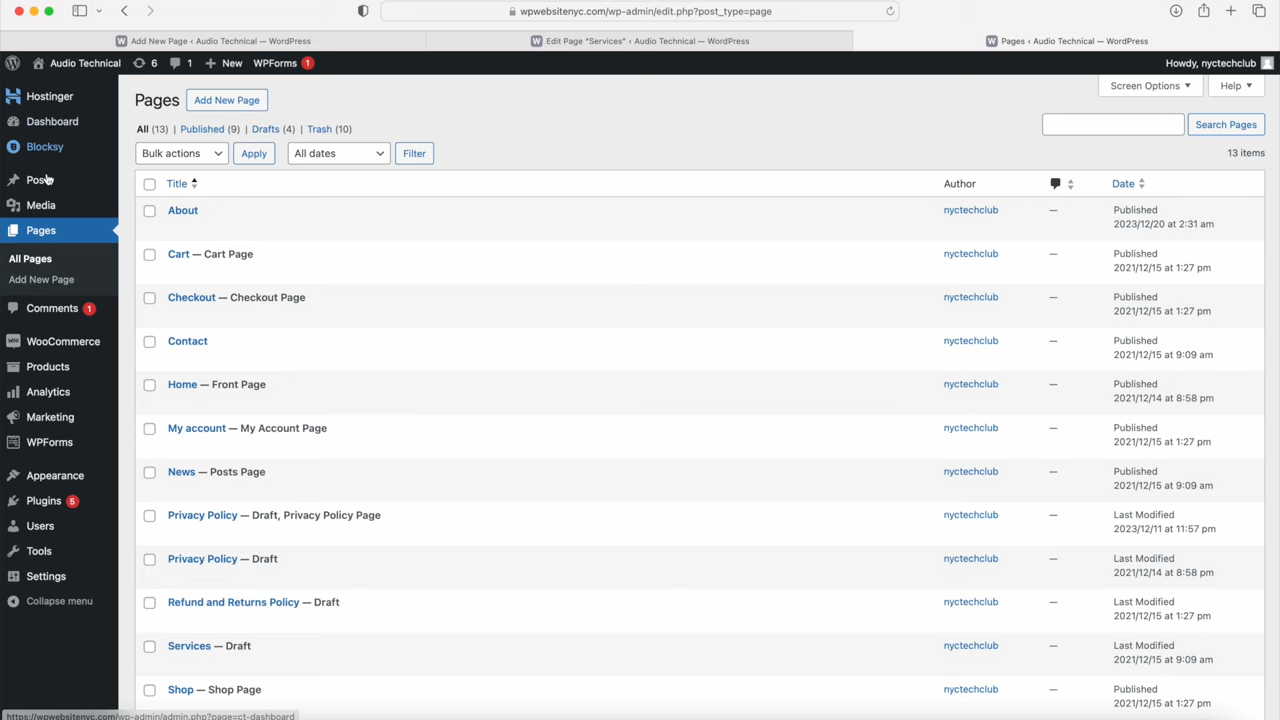 wpwebsitenyc.com/wp-admin/edit.php?post_type=page
Add New Page ‹ Audio Technical — WordPress
Edit Page “Services” ‹ Audio Technical — WordPress
Pages ‹ Audio Technical — WordPress
Audio Technical 6 1 New WPForms 1
Howdy, nyctechclub
Hostinger
Dashboard
Blocksy
Posts
Media
Pages
All Pages
Add New Page
Comments 1
WooCommerce
Products
Analytics
Marketing
WPForms
Appearance
Plugins 5
Users
Tools
Settings
Collapse menu
Screen Options
Help
Pages Add New Page
All (13) | Published (9) | Drafts (4) | Trash (10)
Search Pages
Bulk actions Apply All dates Filter
13 items
Title Author Date
About nyctechclub — Published
2023/12/20 at 2:31 am
Cart — Cart Page nyctechclub — Published
2021/12/15 at 1:27 pm
Checkout — Checkout Page nyctechclub — Published
2021/12/15 at 1:27 pm
Contact nyctechclub — Published
2021/12/15 at 9:09 am
Home — Front Page nyctechclub — Published
2021/12/14 at 8:58 pm
My account — My Account Page nyctechclub — Published
2021/12/15 at 1:27 pm
News — Posts Page nyctechclub — Published
2021/12/15 at 9:09 am
Privacy Policy — Draft, Privacy Policy Page nyctechclub — Last Modified
2023/12/11 at 11:57 pm
Privacy Policy — Draft nyctechclub — Last Modified
2021/12/14 at 8:58 pm
Refund and Returns Policy — Draft nyctechclub — Last Modified
2021/12/15 at 1:27 pm
Services — Draft nyctechclub — Last Modified
2021/12/15 at 9:09 am
Shop — Shop Page nyctechclub — Published
2021/12/15 at 1:27 pm
https://wpwebsitenyc.com/wp-admin/admin.php?page=ct-dashboard